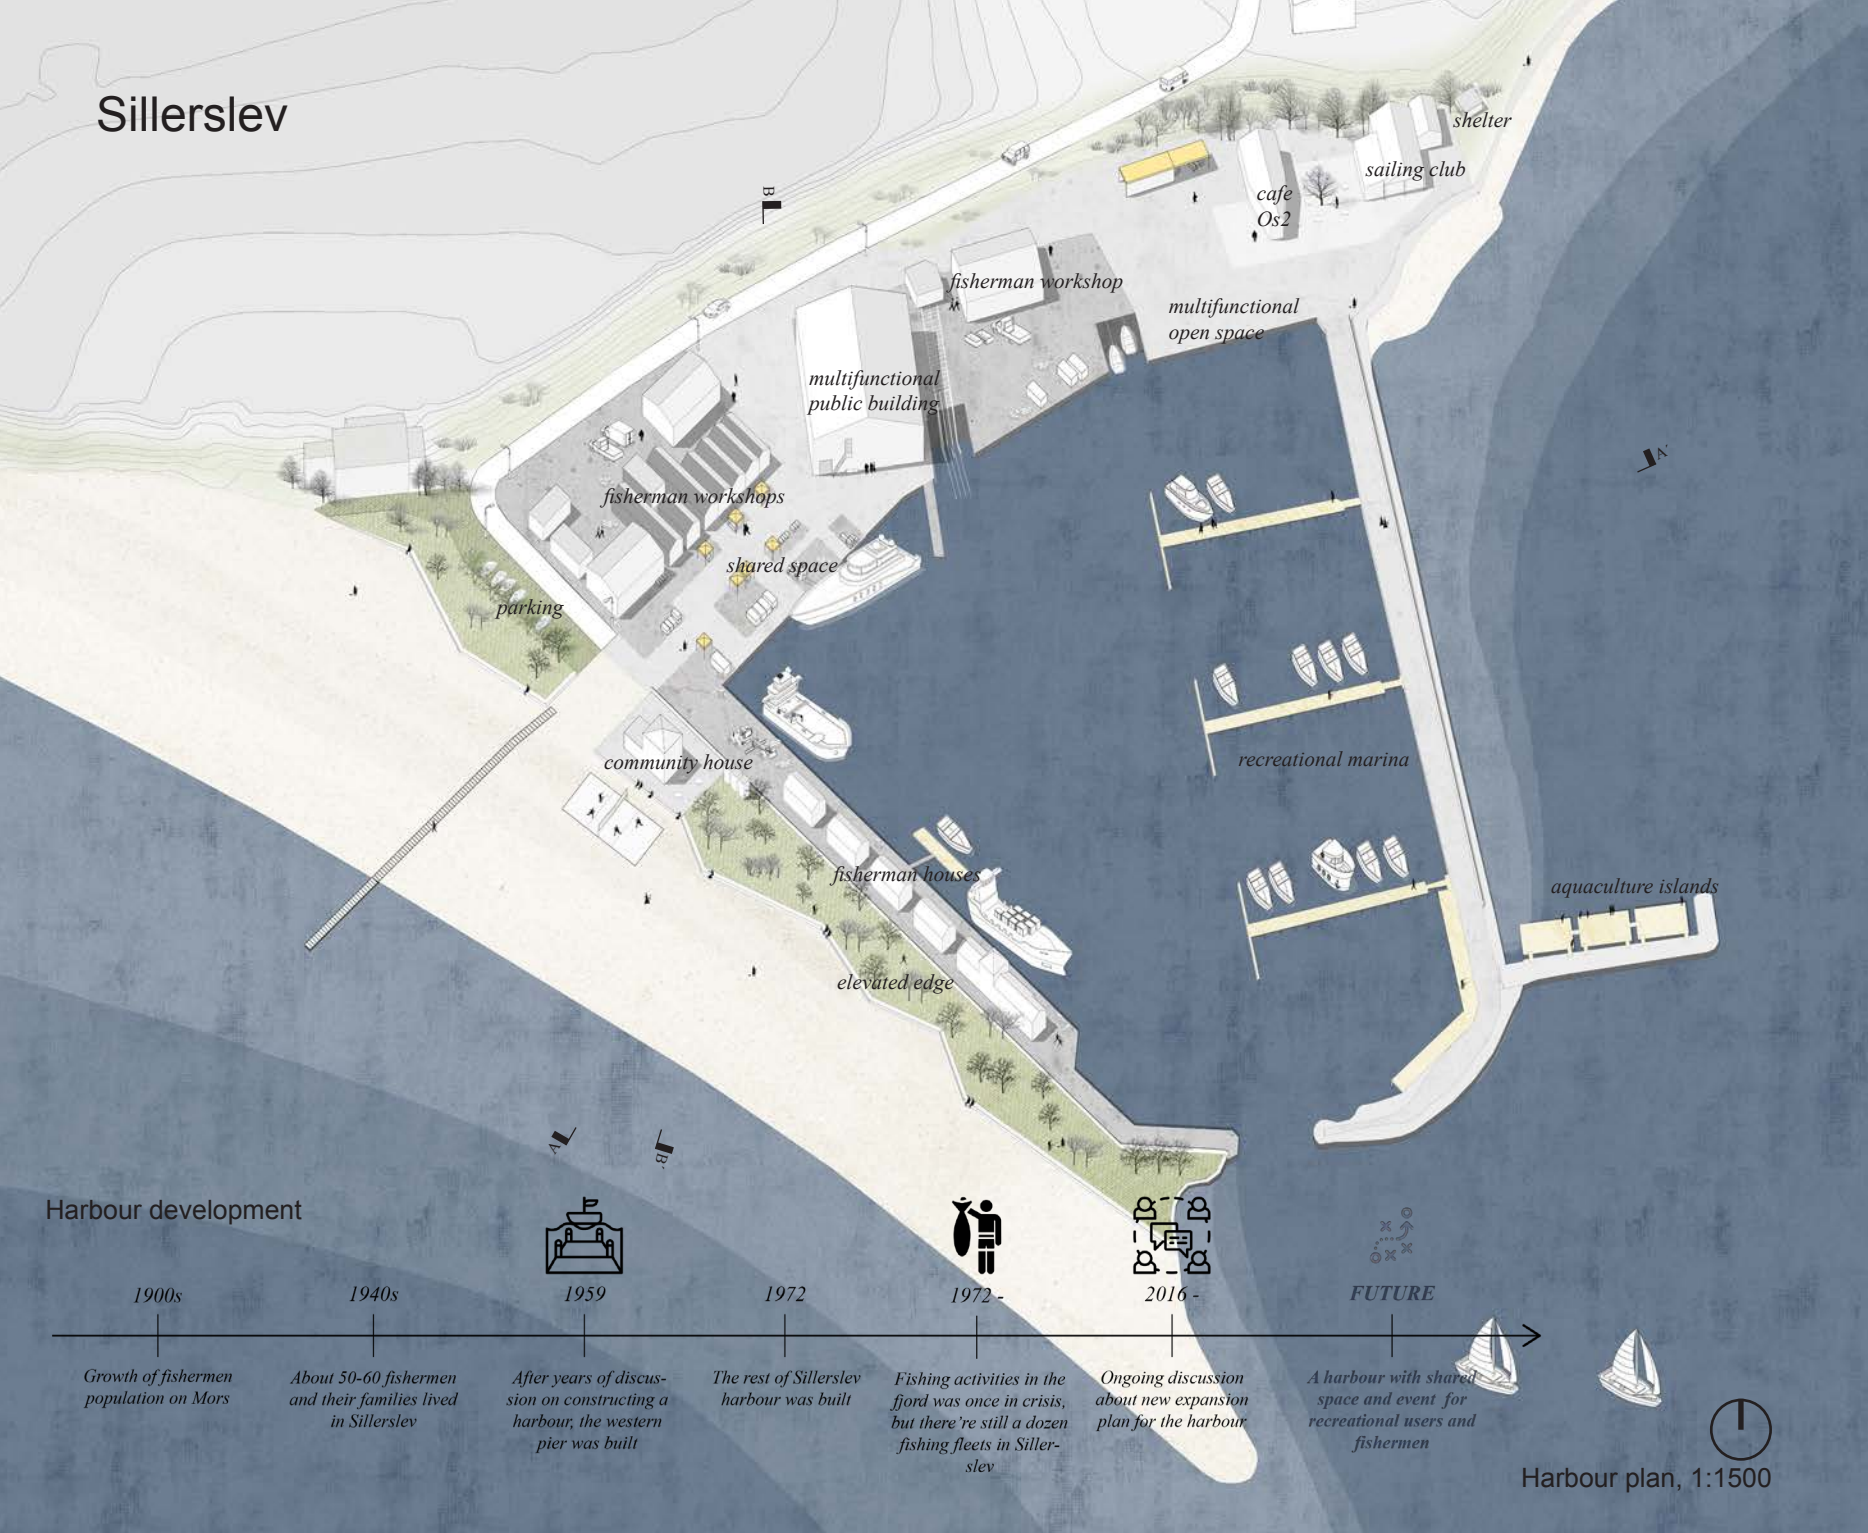 Sillerslev
shelter
sailing club
B
cafe
Os2
fisherman workshop
multifunctional
open space
multifunctional
public building
A'
fisherman workshops
shared space
parking
community house
recreational marina
fisherman houses
aquaculture islands
elevated edge
A
B'
Harbour development
1900s
1940s
1959
1972
1972 -
2016 -
FUTURE
Growth of fishermen
population on Mors
About 50-60 fishermen
and their families lived
in Sillerslev
After years of discus-
sion on constructing a
harbour, the western
pier was built
The rest of Sillerslev
harbour was built
Fishing activities in the
fjord was once in crisis,
but there're still a dozen
fishing fleets in Siller-
slev
Ongoing discussion
about new expansion
plan for the harbour
A harbour with shared
space and event for
recreational users and
fishermen
Harbour plan, 1:1500